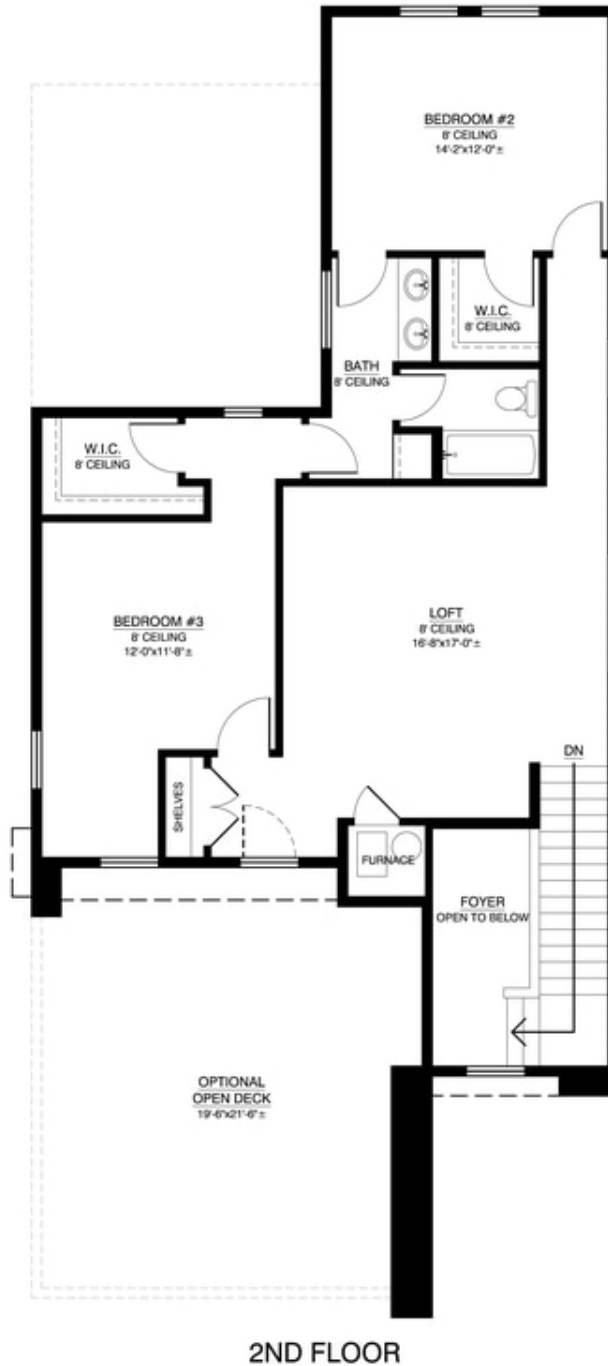 BEDROOM #2
8' CEILING
14'-2"x12'-0"±
W.I.C.
8' CEILING
BATH
8' CEILING
W.I.C.
8' CEILING
BEDROOM #3
8' CEILING
12'-0"x11'-8"±
LOFT
8' CEILING
16'-8"x17'-0"±
DN
SHELVES
FURNACE
FOYER
OPEN TO BELOW
OPTIONAL
OPEN DECK
19'-6"x21'-6"±
2ND FLOOR